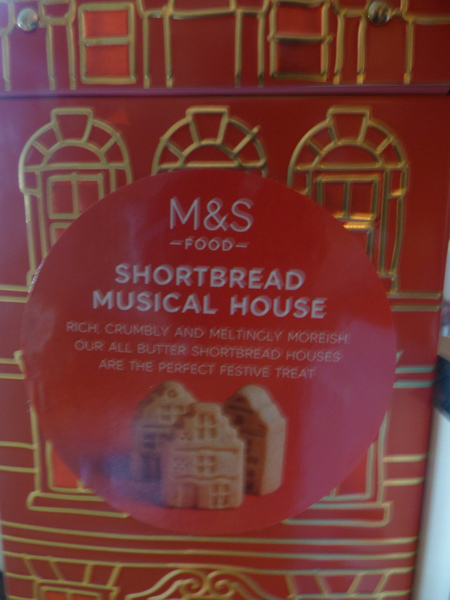 M&S
FOOD
SHORTBREAD
MUSICAL HOUSE
RICH, CRUMBLY AND MELTINGLY MOREISH,
OUR ALL BUTTER SHORTBREAD HOUSES
ARE THE PERFECT FESTIVE TREAT